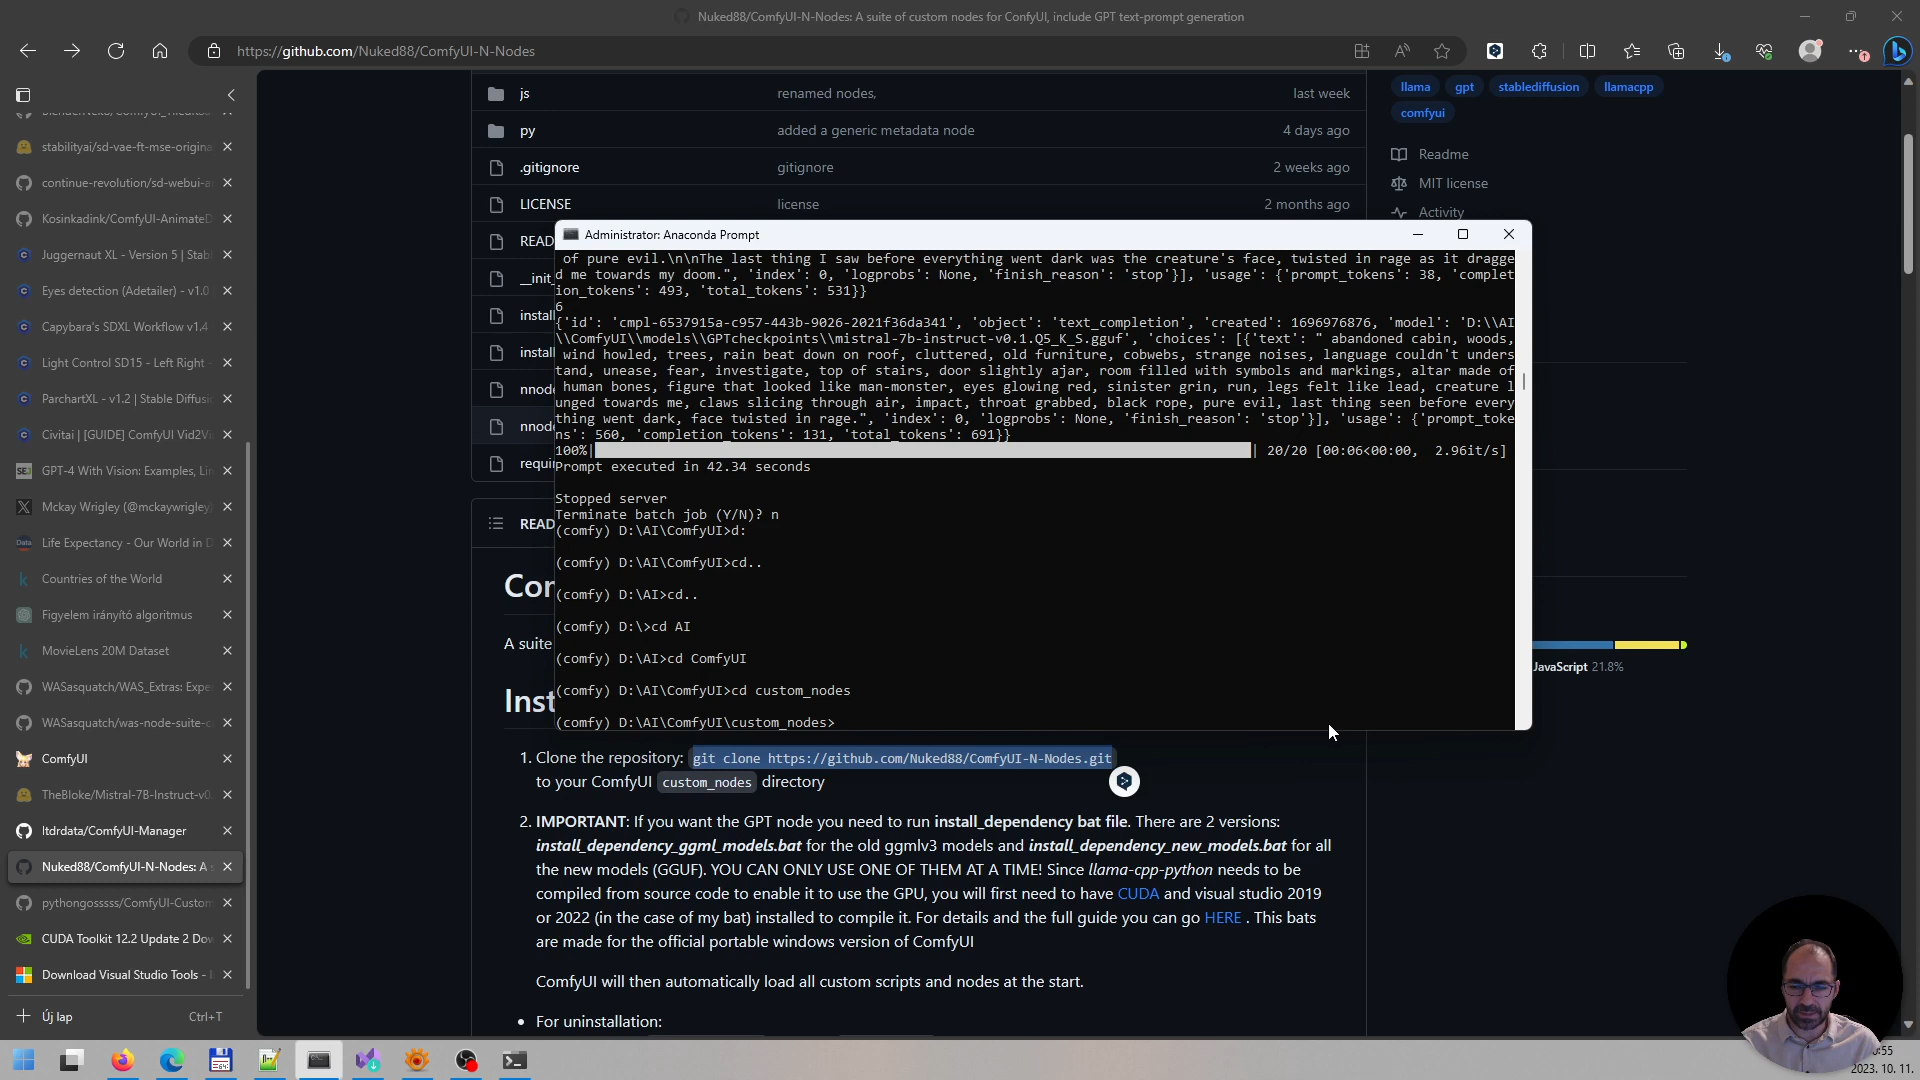 Nuked88/ComfyUI-N-Nodes: A suite of custom nodes for ConfyUI, include GPT text-prompt generation
https://github.com/Nuked88/ComfyUI-N-Nodes
stabilityai/sd-vae-ft-mse-origina
continue-revolution/sd-webui-a
Kosinkadink/ComfyUI-AnimateD
Juggernaut XL - Version 5 | Stab
Eyes detection (Adetailer) - v1.0
Capybara's SDXL Workflow v1.4
Light Control SD15 - Left Right -
ParchartXL - v1.2 | Stable Diffusi
Civitai | [GUIDE] ComfyUI Vid2Vi
GPT-4 With Vision: Examples, Lin
Mckay Wrigley (@mckaywrigley)
Life Expectancy - Our World in D
Countries of the World
Figyelem irányító algoritmus
MovieLens 20M Dataset
WASasquatch/WAS_Extras: Expe
WASasquatch/was-node-suite-c
ComfyUI
TheBloke/Mistral-7B-Instruct-v0.
ltdrdata/ComfyUI-Manager
Nuked88/ComfyUI-N-Nodes: A s
pythongosssss/ComfyUI-Custom
CUDA Toolkit 12.2 Update 2 Dow
Download Visual Studio Tools - I
Új lap Ctrl+T
js renamed nodes, last week
py added a generic metadata node 4 days ago
.gitignore gitignore 2 weeks ago
LICENSE license 2 months ago
READ
__init_
install
install
nnode
nnode
requir
llama gpt stablediffusion llamacpp
comfyui
Readme
MIT license
Activity
JavaScript 21.8%
Administrator: Anaconda Prompt
of pure evil.\n\nThe last thing I saw before everything went dark was the creature's face, twisted in rage as it dragge
d me towards my doom.", 'index': 0, 'logprobs': None, 'finish_reason': 'stop'}], 'usage': {'prompt_tokens': 38, 'complet
ion_tokens': 493, 'total_tokens': 531}}
6
{'id': 'cmpl-6537915a-c957-443b-9026-2021f36da341', 'object': 'text_completion', 'created': 1696976876, 'model': 'D:\\AI
\\ComfyUI\\models\\GPTcheckpoints\\mistral-7b-instruct-v0.1.Q5_K_S.gguf', 'choices': [{'text': " abandoned cabin, woods,
wind howled, trees, rain beat down on roof, cluttered, old furniture, cobwebs, strange noises, language couldn't unders
tand, unease, fear, investigate, top of stairs, door slightly ajar, room filled with symbols and markings, altar made of
human bones, figure that looked like man-monster, eyes glowing red, sinister grin, run, legs felt like lead, creature l
unged towards me, claws slicing through air, impact, throat grabbed, black rope, pure evil, last thing seen before every
thing went dark, face twisted in rage.", 'index': 0, 'logprobs': None, 'finish_reason': 'stop'}], 'usage': {'prompt_toke
ns': 560, 'completion_tokens': 131, 'total_tokens': 691}}
100%| | 20/20 [00:06<00:00, 2.96it/s]
Prompt executed in 42.34 seconds
Stopped server
Terminate batch job (Y/N)? n
(comfy) D:\AI\ComfyUI>d:
(comfy) D:\AI\ComfyUI>cd..
(comfy) D:\AI>cd..
(comfy) D:\>cd AI
(comfy) D:\AI>cd ComfyUI
(comfy) D:\AI\ComfyUI>cd custom_nodes
(comfy) D:\AI\ComfyUI\custom_nodes>
READ
Con
A suite
Inst
1. Clone the repository: git clone https://github.com/Nuked88/ComfyUI-N-Nodes.git
to your ComfyUI custom_nodes directory
2. IMPORTANT: If you want the GPT node you need to run install_dependency bat file. There are 2 versions:
install_dependency_ggml_models.bat for the old ggmlv3 models and install_dependency_new_models.bat for all
the new models (GGUF). YOU CAN ONLY USE ONE OF THEM AT A TIME! Since llama-cpp-python needs to be
compiled from source code to enable it to use the GPU, you will first need to have CUDA and visual studio 2019
or 2022 (in the case of my bat) installed to compile it. For details and the full guide you can go HERE . This bats
are made for the official portable windows version of ComfyUI
ComfyUI will then automatically load all custom scripts and nodes at the start.
• For uninstallation:
:55
2023. 10. 11.